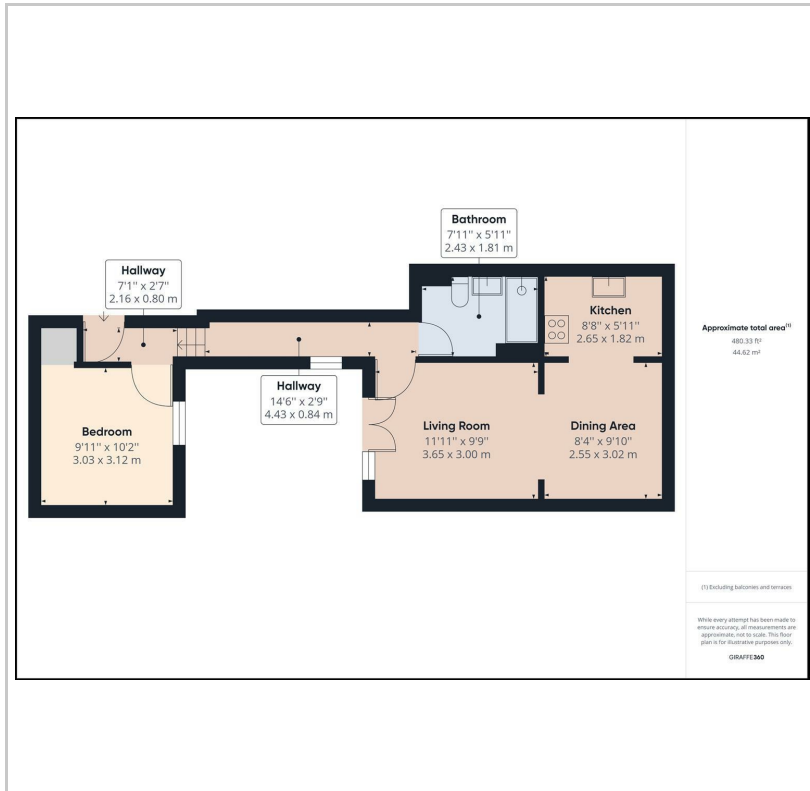 Bathroom
7'11" x 5'11"
2.43 x 1.81 m
Hallway
7'1" x 2'7"
2.16 x 0.80 m
Kitchen
8'8" x 5'11"
2.65 x 1.82 m
Hallway
14'6" x 2'9"
4.43 x 0.84 m
Bedroom
9'11" x 10'2"
3.03 x 3.12 m
Living Room
11'11" x 9'9"
3.65 x 3.00 m
Dining Area
8'4" x 9'10"
2.55 x 3.02 m
Approximate total area(1)
480.33 ft²
44.62 m²
(1) Excluding balconies and terraces
While every attempt has been made to
ensure accuracy, all measurements are
approximate, not to scale. This floor
plan is for illustrative purposes only.
GIRAFFE360